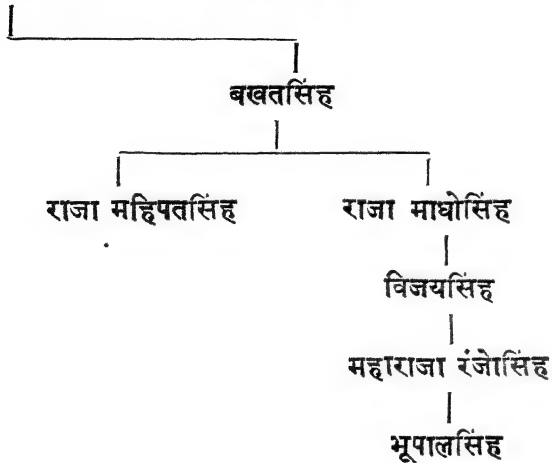 बखतसिंह
राजा महिपतसिंह राजा माधोसिंह
विजयसिंह
महाराजा रंजेासिंह
भूपालसिंह